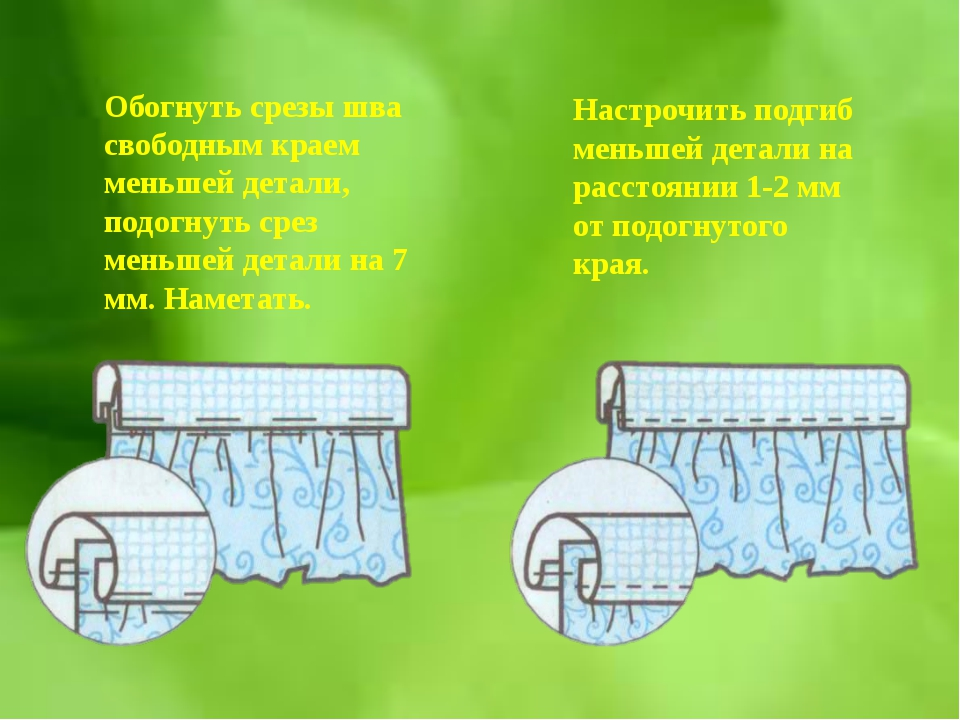 Обогнуть срезы шва
свободным краем
меньшей детали,
подогнуть срез
меньшей детали на 7
мм. Наметать.
Настрочить подгиб
меньшей детали на
расстоянии 1-2 мм
от подогнутого
края.